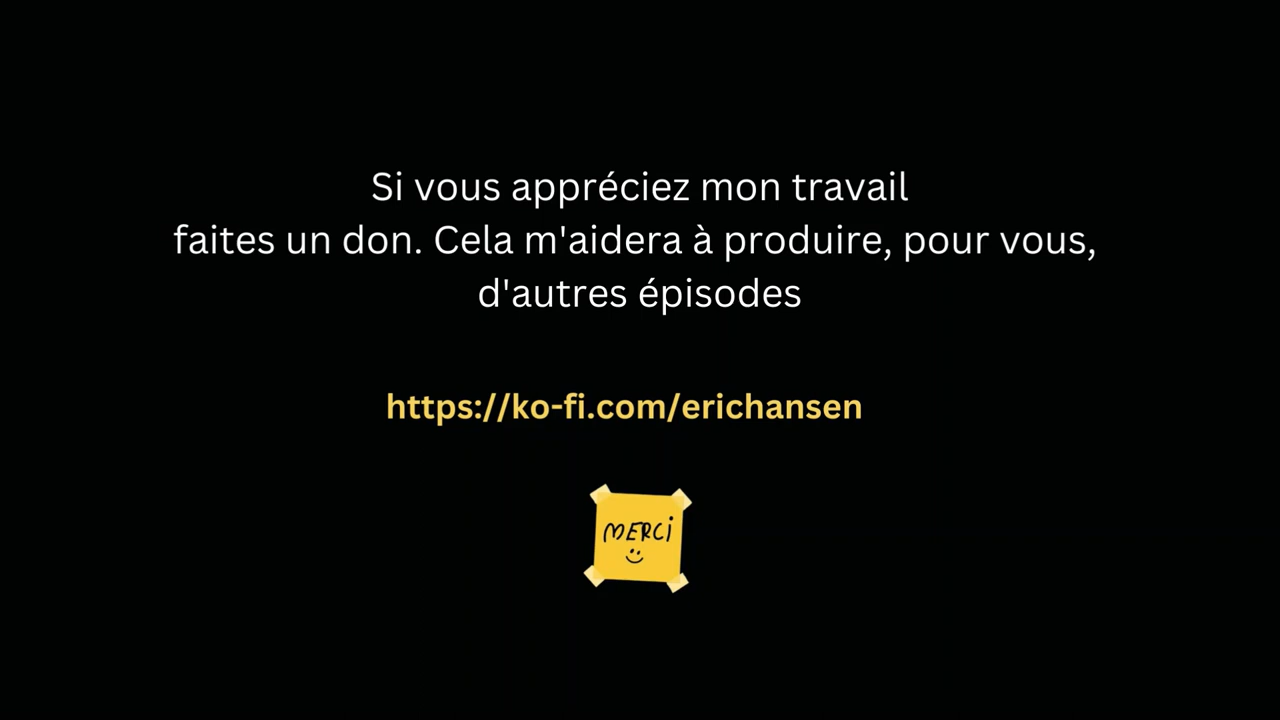 Si vous appréciez mon travail
faites un don. Cela m'aidera à produire, pour vous,
d'autres épisodes
https://ko-fi.com/erichansen
MERCi